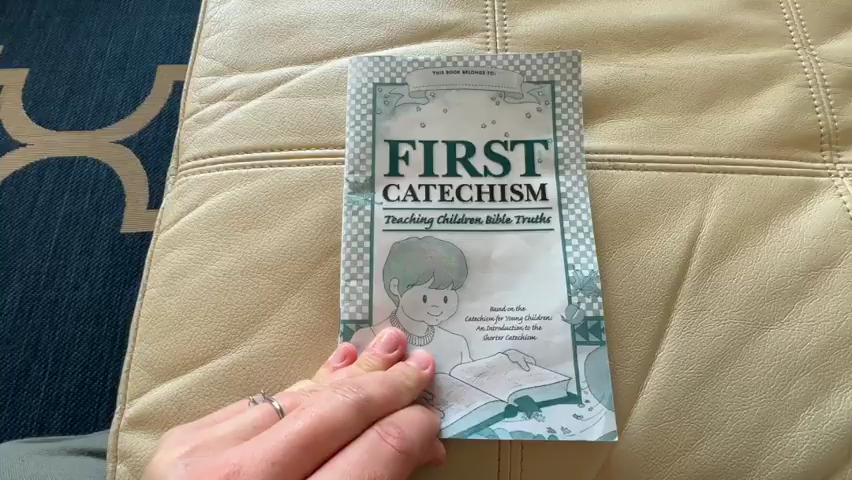 THIS BOOK BELONGS TO:
FIRST
CATECHISM
Teaching Children Bible Truths
Based on the
Catechism for Young Children:
An Introduction to the
Shorter Catechism